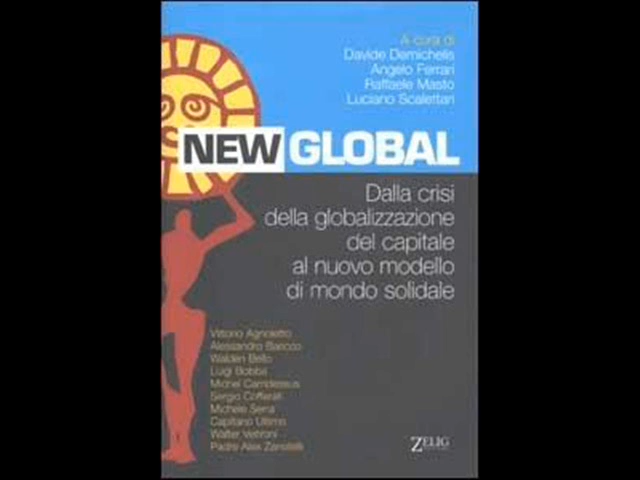 A cura di
Davide Demichelis
Angelo Ferrari
Raffaele Masto
Luciano Scalettari
NEW GLOBAL
Dalla crisi
della globalizzazione
del capitale
al nuovo modello
di mondo solidale
Vittorio Agnoletto
Alessandro Baricco
Walden Bello
Luigi Bobba
Michel Camdessus
Sergio Cofferati
Michele Serra
Capitano Ultimo
Walter Veltroni
Padre Alex Zanotelli
ZELIG